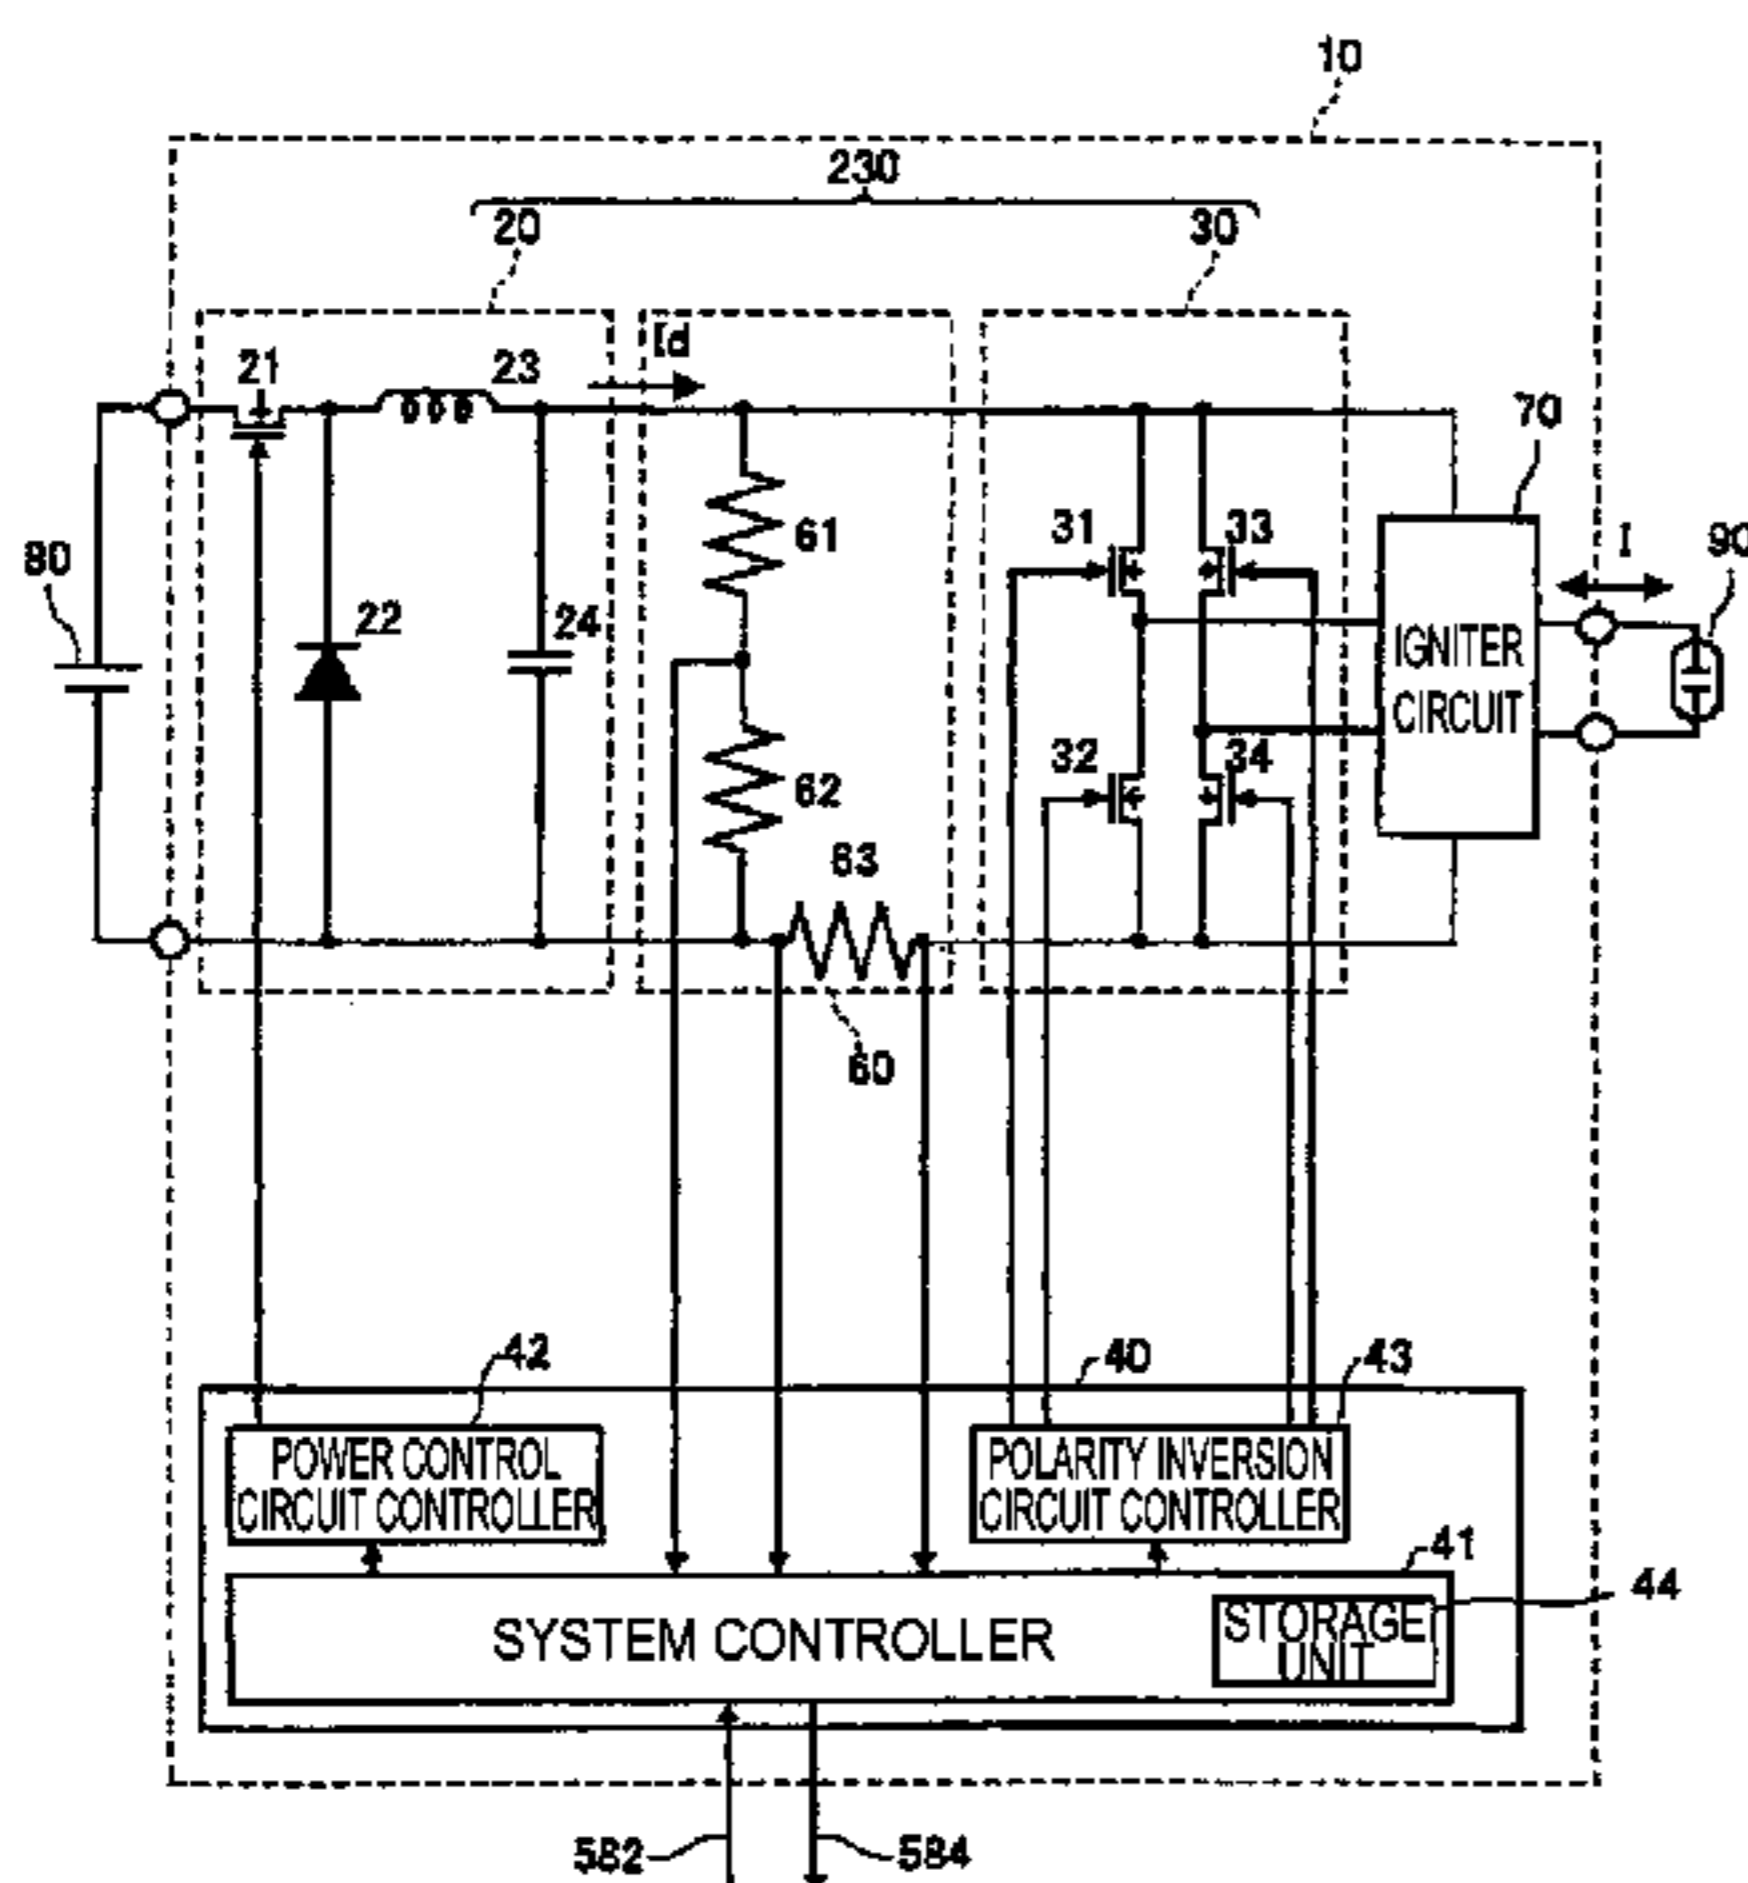 10
230
20
30
Id
21
23
70
80
22
24
61
31
33
I
90
IGNITER
CIRCUIT
62
32
34
63
60
42
40
43
POWER CONTROL
CIRCUIT CONTROLLER
POLARITY INVERSION
CIRCUIT CONTROLLER
41
44
SYSTEM CONTROLLER
STORAGE
UNIT
582
584